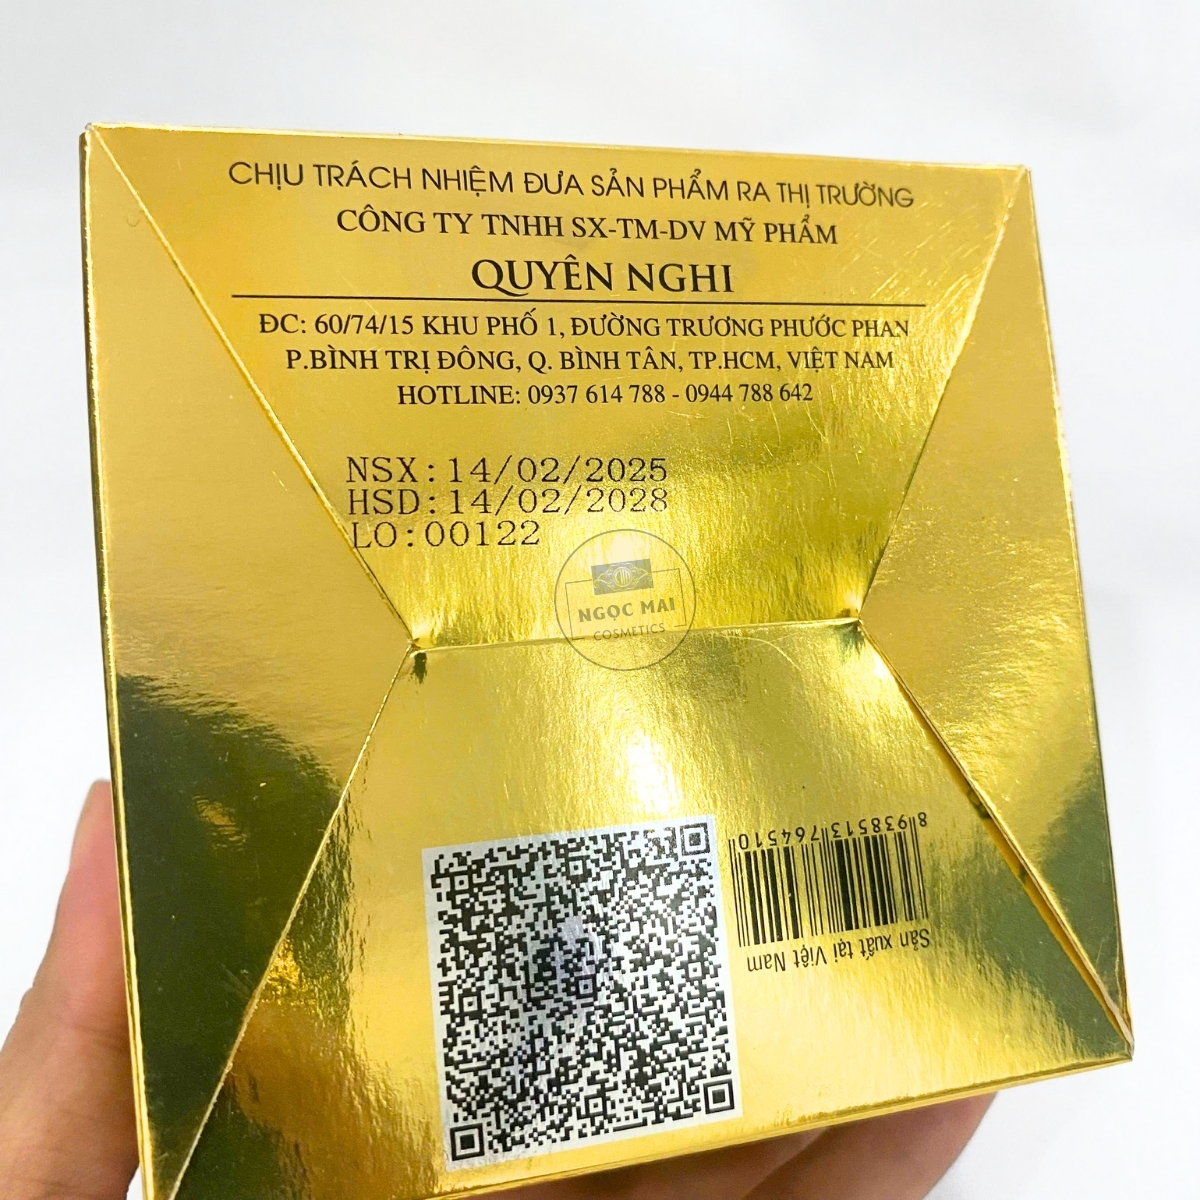 CHỊU TRÁCH NHIỆM ĐƯA SẢN PHẨM RA THỊ TRƯỜNG
CÔNG TY TNHH SX-TM-DV MỸ PHẨM
QUYÊN NGHI
ĐC: 60/74/15 KHU PHỐ 1, ĐƯỜNG TRƯƠNG PHƯỚC PHAN
P.BÌNH TRỊ ĐÔNG, Q. BÌNH TÂN, TP.HCM, VIỆT NAM
HOTLINE: 0937 614 788 - 0944 788 642
NSX:14/02/2025
HSD:14/02/2028
LO:00122
NGỌC MAI
COSMETICS
Sản xuất tại Việt Nam
8 938513 764510